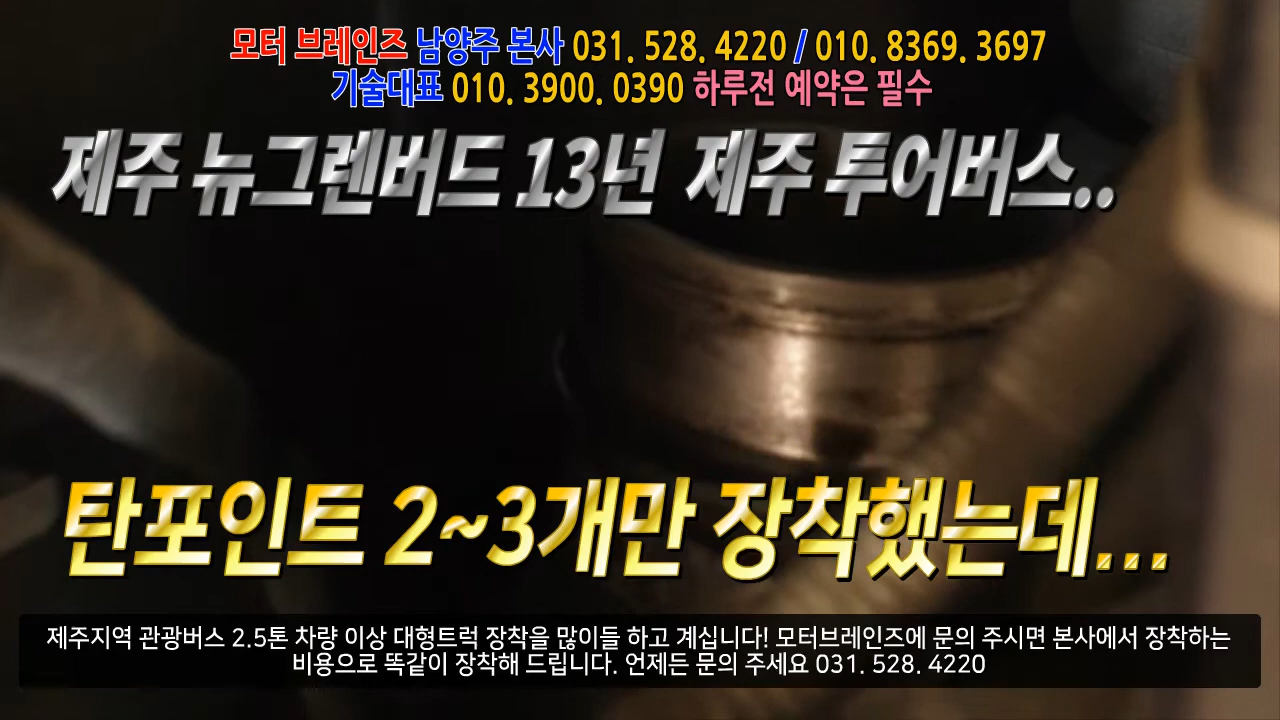 모터 브레인즈 남양주 본사 031. 528. 4220 / 010. 8369. 3697
기술대표 010. 3900. 0390 하루전 예약은 필수
제주 뉴그렌버드 13년 제주 투어버스..
탄포인트 2~3개만 장착했는데...
제주지역 관광버스 2.5톤 차량 이상 대형트럭 장착을 많이들 하고 계십니다! 모터브레인즈에 문의 주시면 본사에서 장착하는
비용으로 똑같이 장착해 드립니다. 언제든 문의 주세요 031. 528. 4220